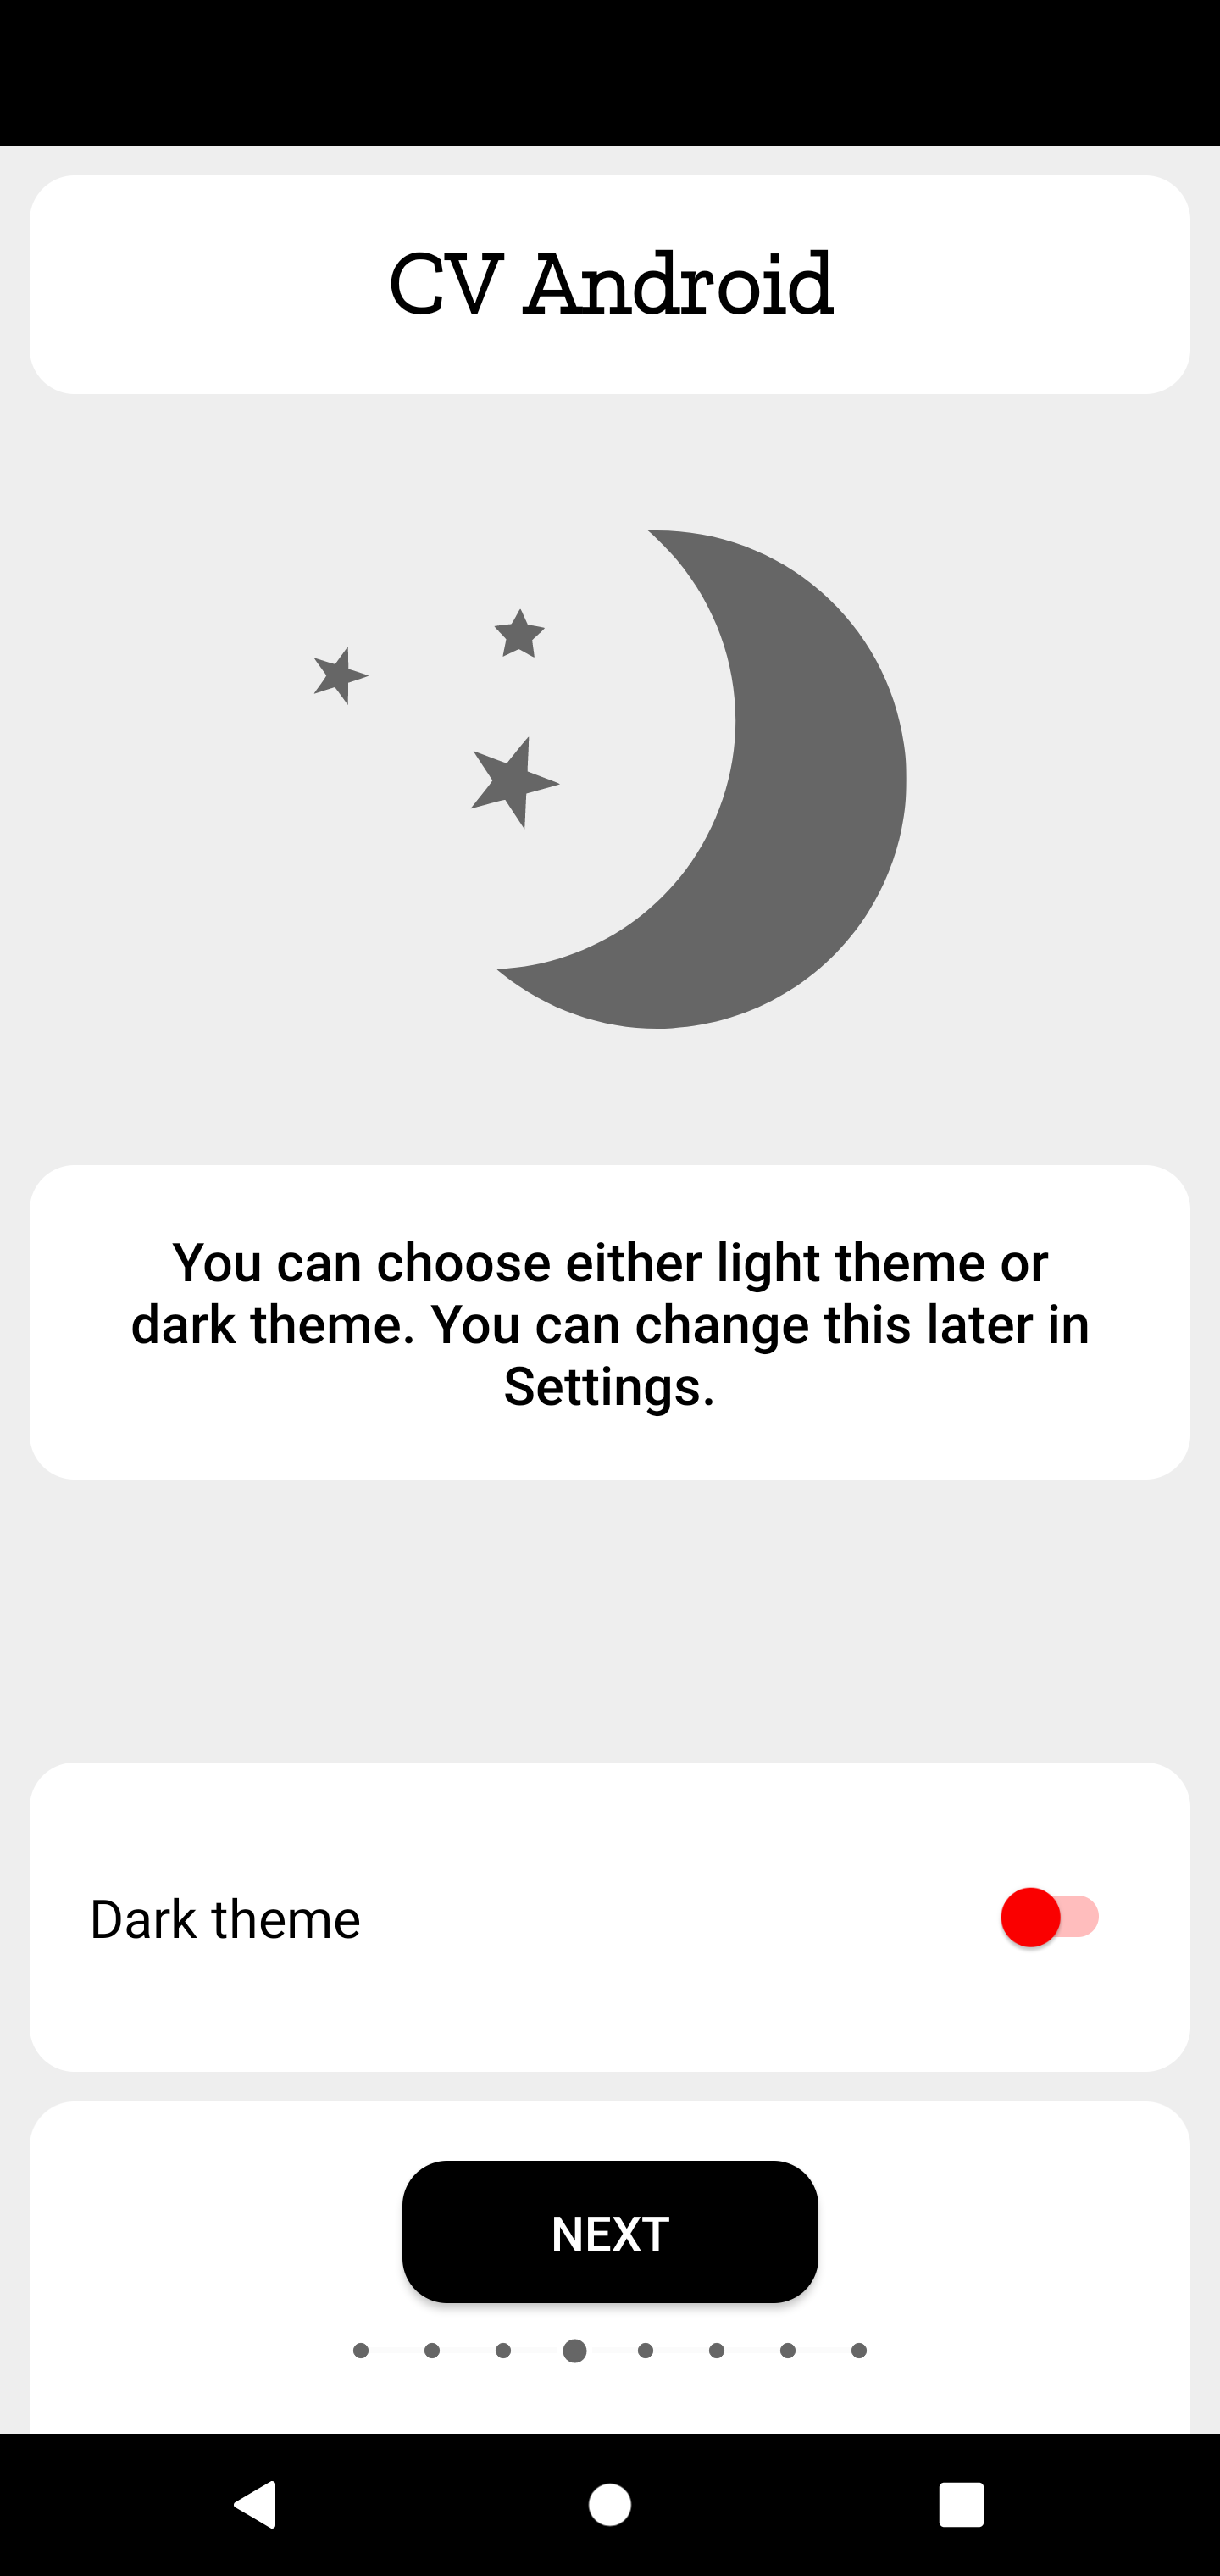 CV Android
You can choose either light theme or
dark theme. You can change this later in
Settings.
Dark theme
NEXT